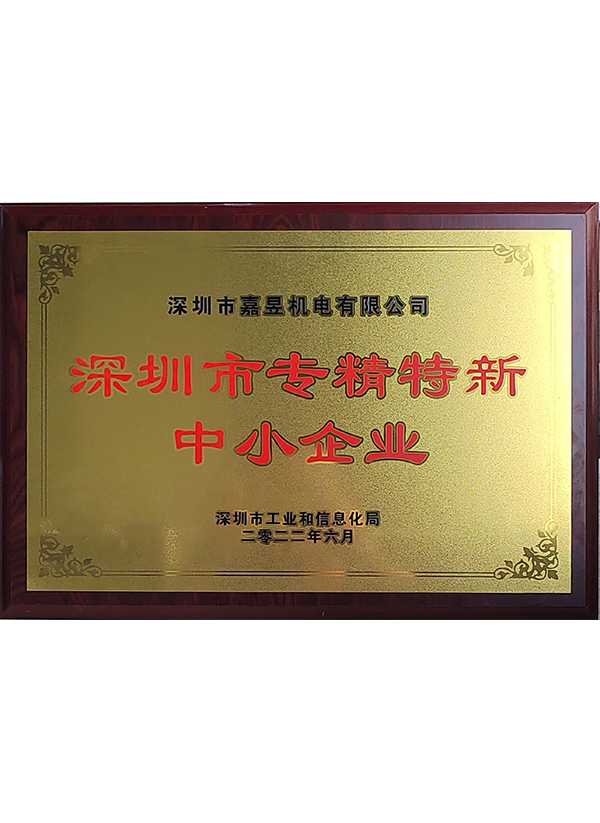 深圳市嘉昱机电有限公司
深圳市专精特新
中小企业
深圳市工业和信息化局
二零二二年六月